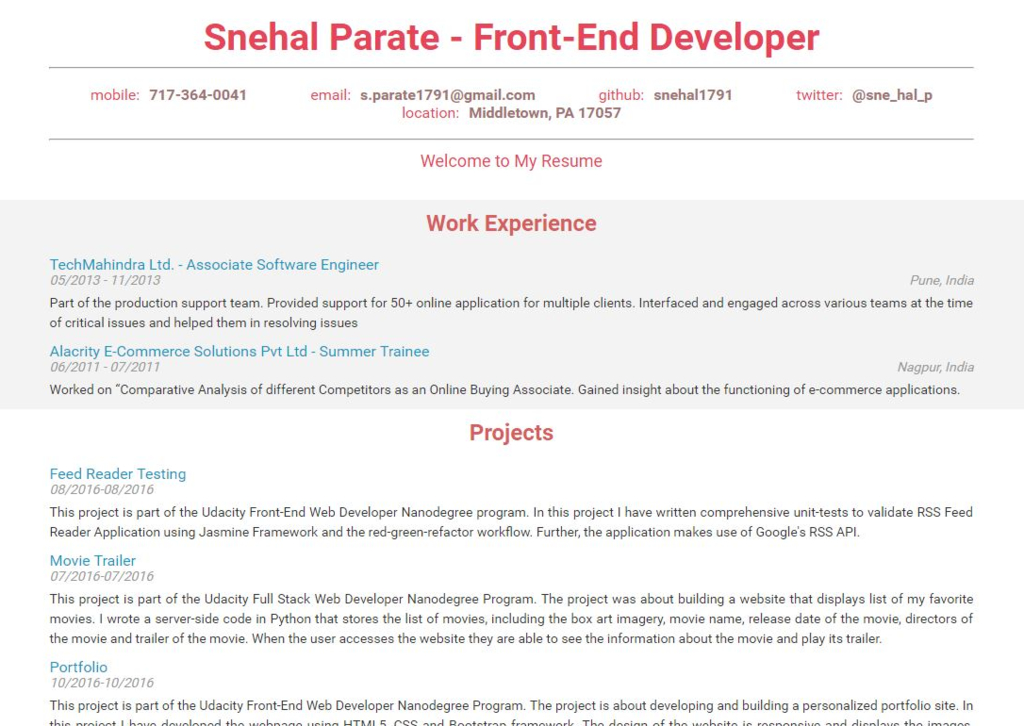 Snehal Parate - Front-End Developer
mobile: 717-364-0041 email: s.parate1791@gmail.com github: snehal1791 twitter: @sne_hal_p
location: Middletown, PA 17057
Welcome to My Resume
Work Experience
TechMahindra Ltd. - Associate Software Engineer
05/2013 - 11/2013 Pune, India
Part of the production support team. Provided support for 50+ online application for multiple clients. Interfaced and engaged across various teams at the time
of critical issues and helped them in resolving issues
Alacrity E-Commerce Solutions Pvt Ltd - Summer Trainee
06/2011 - 07/2011 Nagpur, India
Worked on “Comparative Analysis of different Competitors as an Online Buying Associate. Gained insight about the functioning of e-commerce applications.
Projects
Feed Reader Testing
08/2016-08/2016
This project is part of the Udacity Front-End Web Developer Nanodegree program. In this project I have written comprehensive unit-tests to validate RSS Feed
Reader Application using Jasmine Framework and the red-green-refactor workflow. Further, the application makes use of Google's RSS API.
Movie Trailer
07/2016-07/2016
This project is part of the Udacity Full Stack Web Developer Nanodegree Program. The project was about building a website that displays list of my favorite
movies. I wrote a server-side code in Python that stores the list of movies, including the box art imagery, movie name, release date of the movie, directors of
the movie and trailer of the movie. When the user accesses the website they are able to see the information about the movie and play its trailer.
Portfolio
10/2016-10/2016
This project is part of the Udacity Front-End Web Developer Nanodegree Program. The project is about developing and building a personalized portfolio site. In
this project I have developed the webpage using HTML5, CSS and Bootstrap framework. The design of the website is responsive and displays the images,